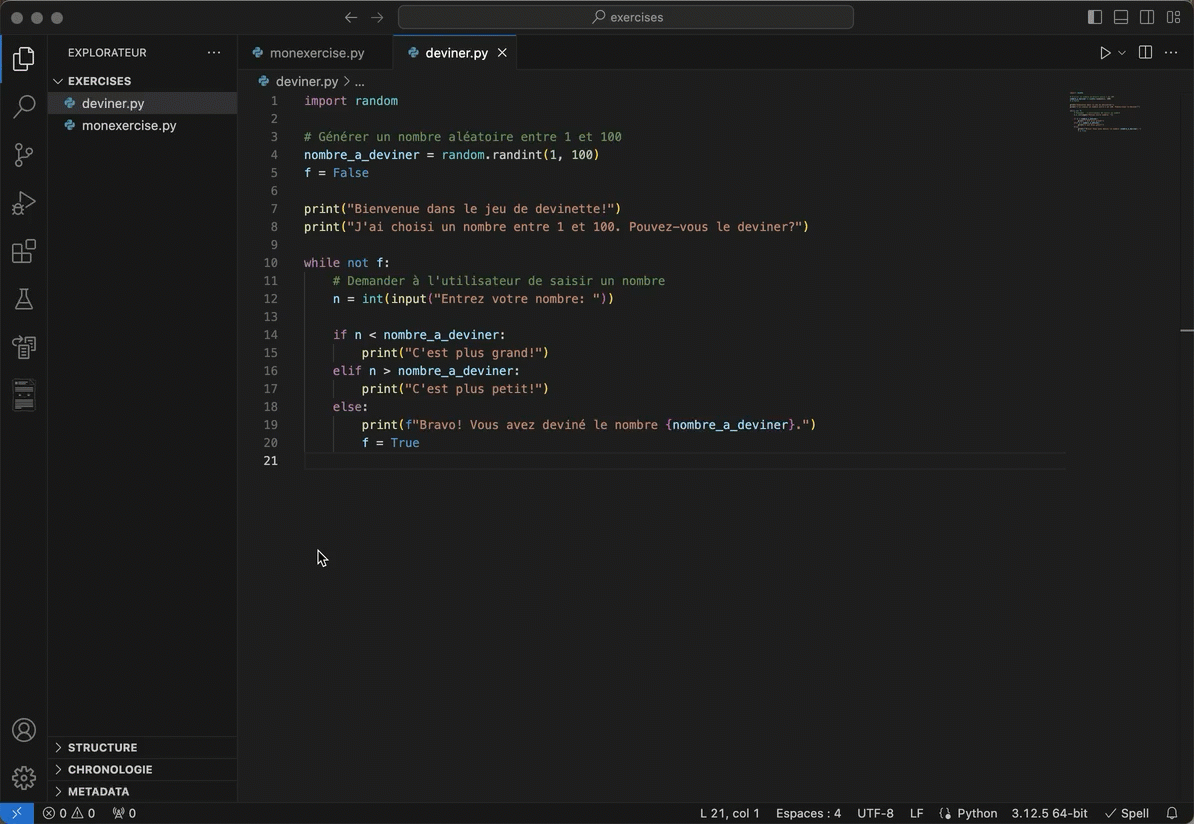 exercises
EXPLORATEUR
EXERCISES
deviner.py
monexercise.py
STRUCTURE
CHRONOLOGIE
METADATA
monexercise.py
deviner.py
deviner.py > ...
1 import random
2
3 # Générer un nombre aléatoire entre 1 et 100
4 nombre_a_deviner = random.randint(1, 100)
5 f = False
6
7 print("Bienvenue dans le jeu de devinette!")
8 print("J'ai choisi un nombre entre 1 et 100. Pouvez-vous le deviner?")
9
10 while not f:
11     # Demander à l'utilisateur de saisir un nombre
12     n = int(input("Entrez votre nombre: "))
13
14     if n < nombre_a_deviner:
15         print("C'est plus grand!")
16     elif n > nombre_a_deviner:
17         print("C'est plus petit!")
18     else:
19         print(f"Bravo! Vous avez deviné le nombre {nombre_a_deviner}.")
20         f = True
21
0 0 0 L 21, col 1 Espaces : 4 UTF-8 LF Python 3.12.5 64-bit Spell